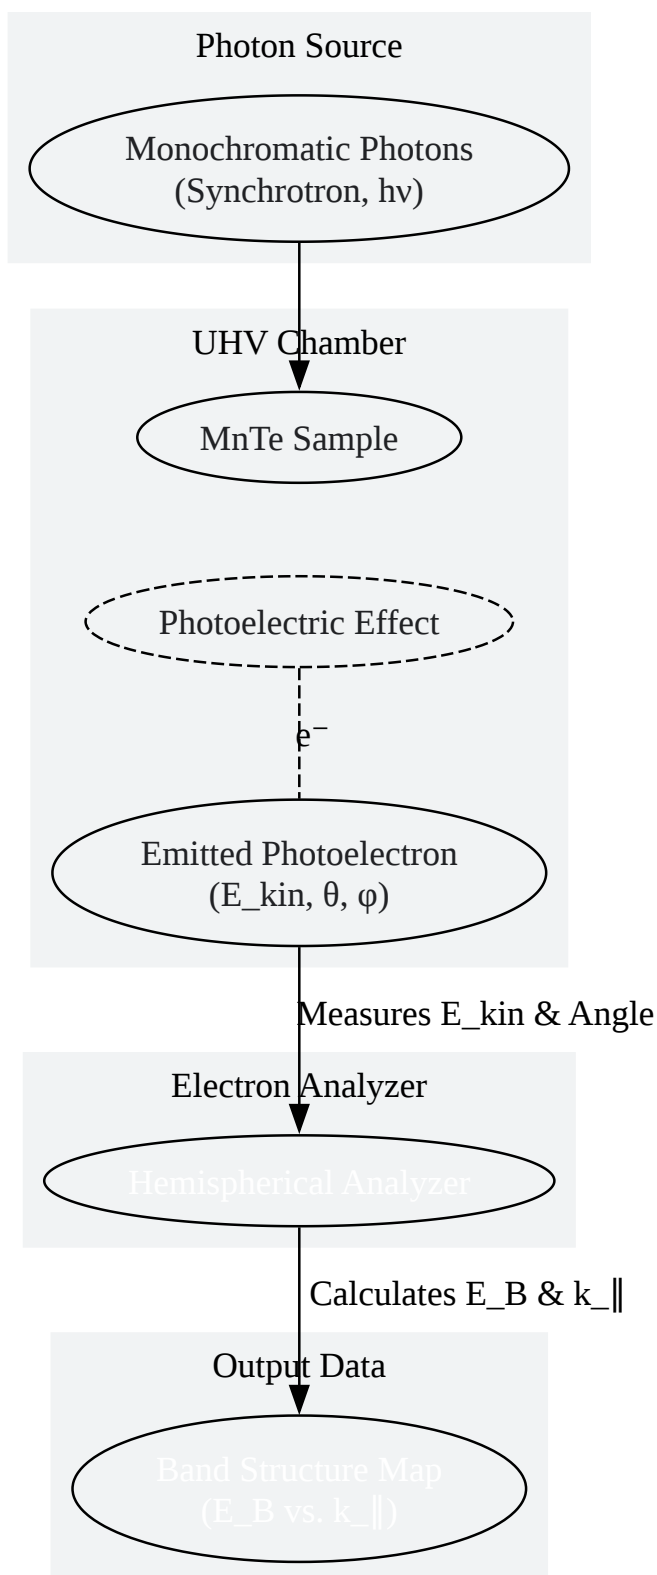 Photon Source
Monochromatic Photons
(Synchrotron, hν)
UHV Chamber
MnTe Sample
Photoelectric Effect
e⁻
Emitted Photoelectron
(E_kin, θ, φ)
Measures E_kin & Angle
Electron Analyzer
Hemispherical Analyzer
Calculates E_B & k_∥
Output Data
Band Structure Map
(E_B vs. k_∥)